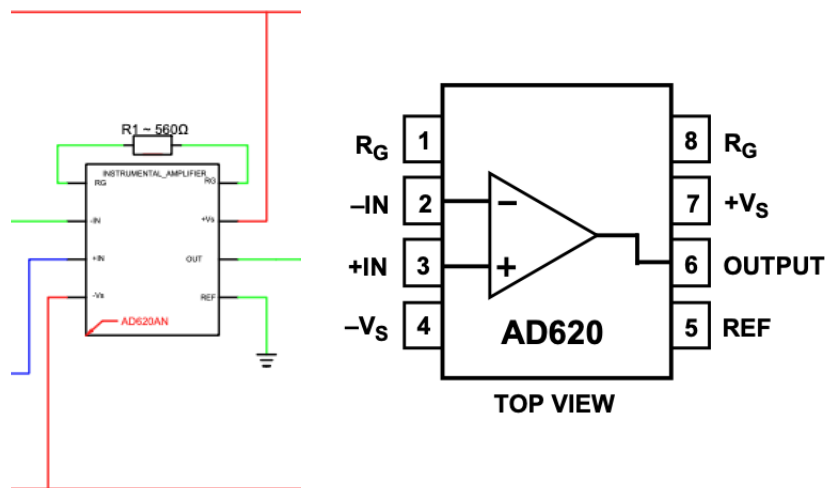 R1 ~ 560Ω
INSTRUMENTAL_AMPLIFIER
RG
RG
-IN
+Vs
+IN
OUT
-Vs
REF
AD620AN
RG 1
8 RG
–IN 2
7 +VS
+IN 3
6 OUTPUT
–VS 4
5 REF
–
+
AD620
TOP VIEW